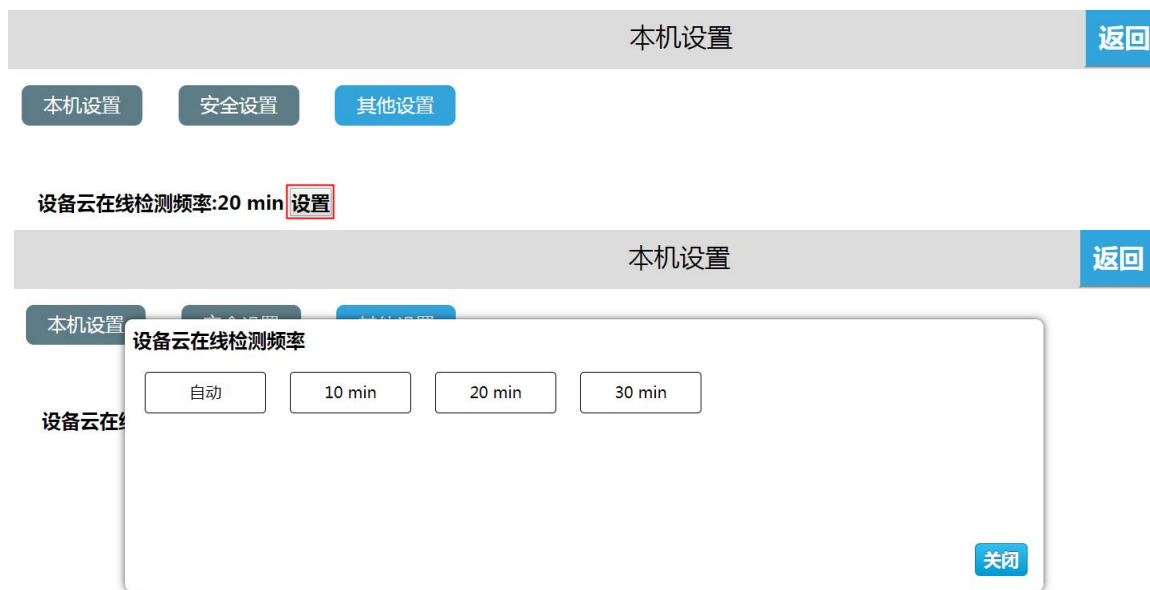 本机设置 返回
本机设置 安全设置 其他设置
设备云在线检测频率:20 min 设置
本机设置 返回
本机设置
设备云在线检测频率
自动 10 min 20 min 30 min
设备云在
关闭